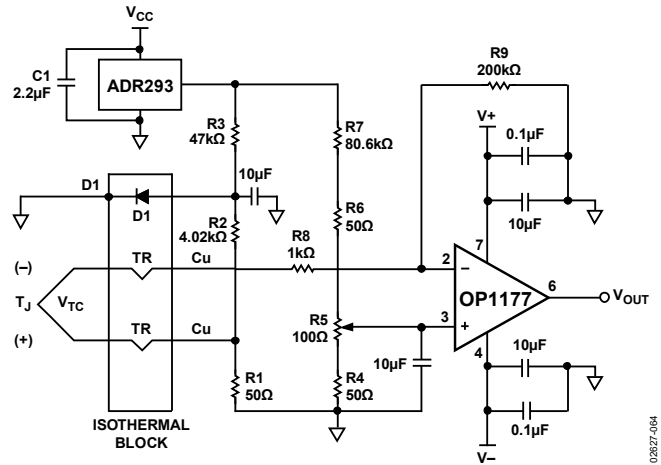 VCC
C1
2.2µF
ADR293
R3
47kΩ
R7
80.6kΩ
R9
200kΩ
V+
0.1µF
10µF
D1
D1
10µF
R2
4.02kΩ
R6
50Ω
R8
1kΩ
(–)
TR
Cu
TJ
VTC
(+)
TR
Cu
R5
100Ω
2
–
7
OP1177
6
VOUT
3
+
4
10µF
10µF
0.1µF
R1
50Ω
R4
50Ω
ISOTHERMAL
BLOCK
V–
02627-064